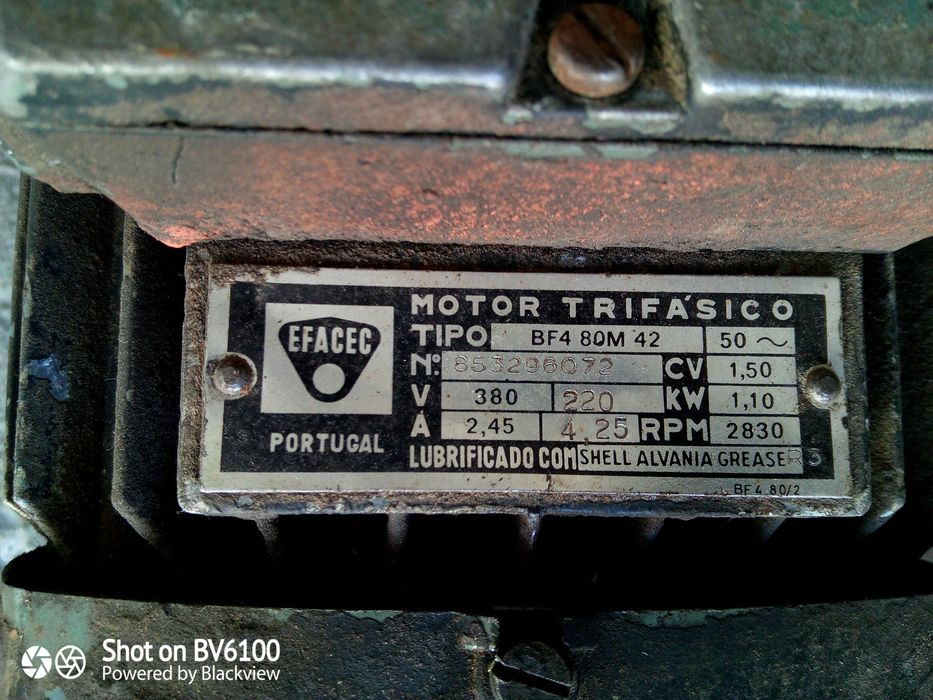 EFACEC
PORTUGAL
MOTOR TRIFÁSICO
TIPO BF4 80M 42 50 ~
Nº 853296072 CV 1,50
V 380 220 KW 1,10
A 2,45 4,25 RPM 2830
LUBRIFICADO COM SHELL ALVANIA GREASE R3
BF4.80/2
Shot on BV6100
Powered by Blackview